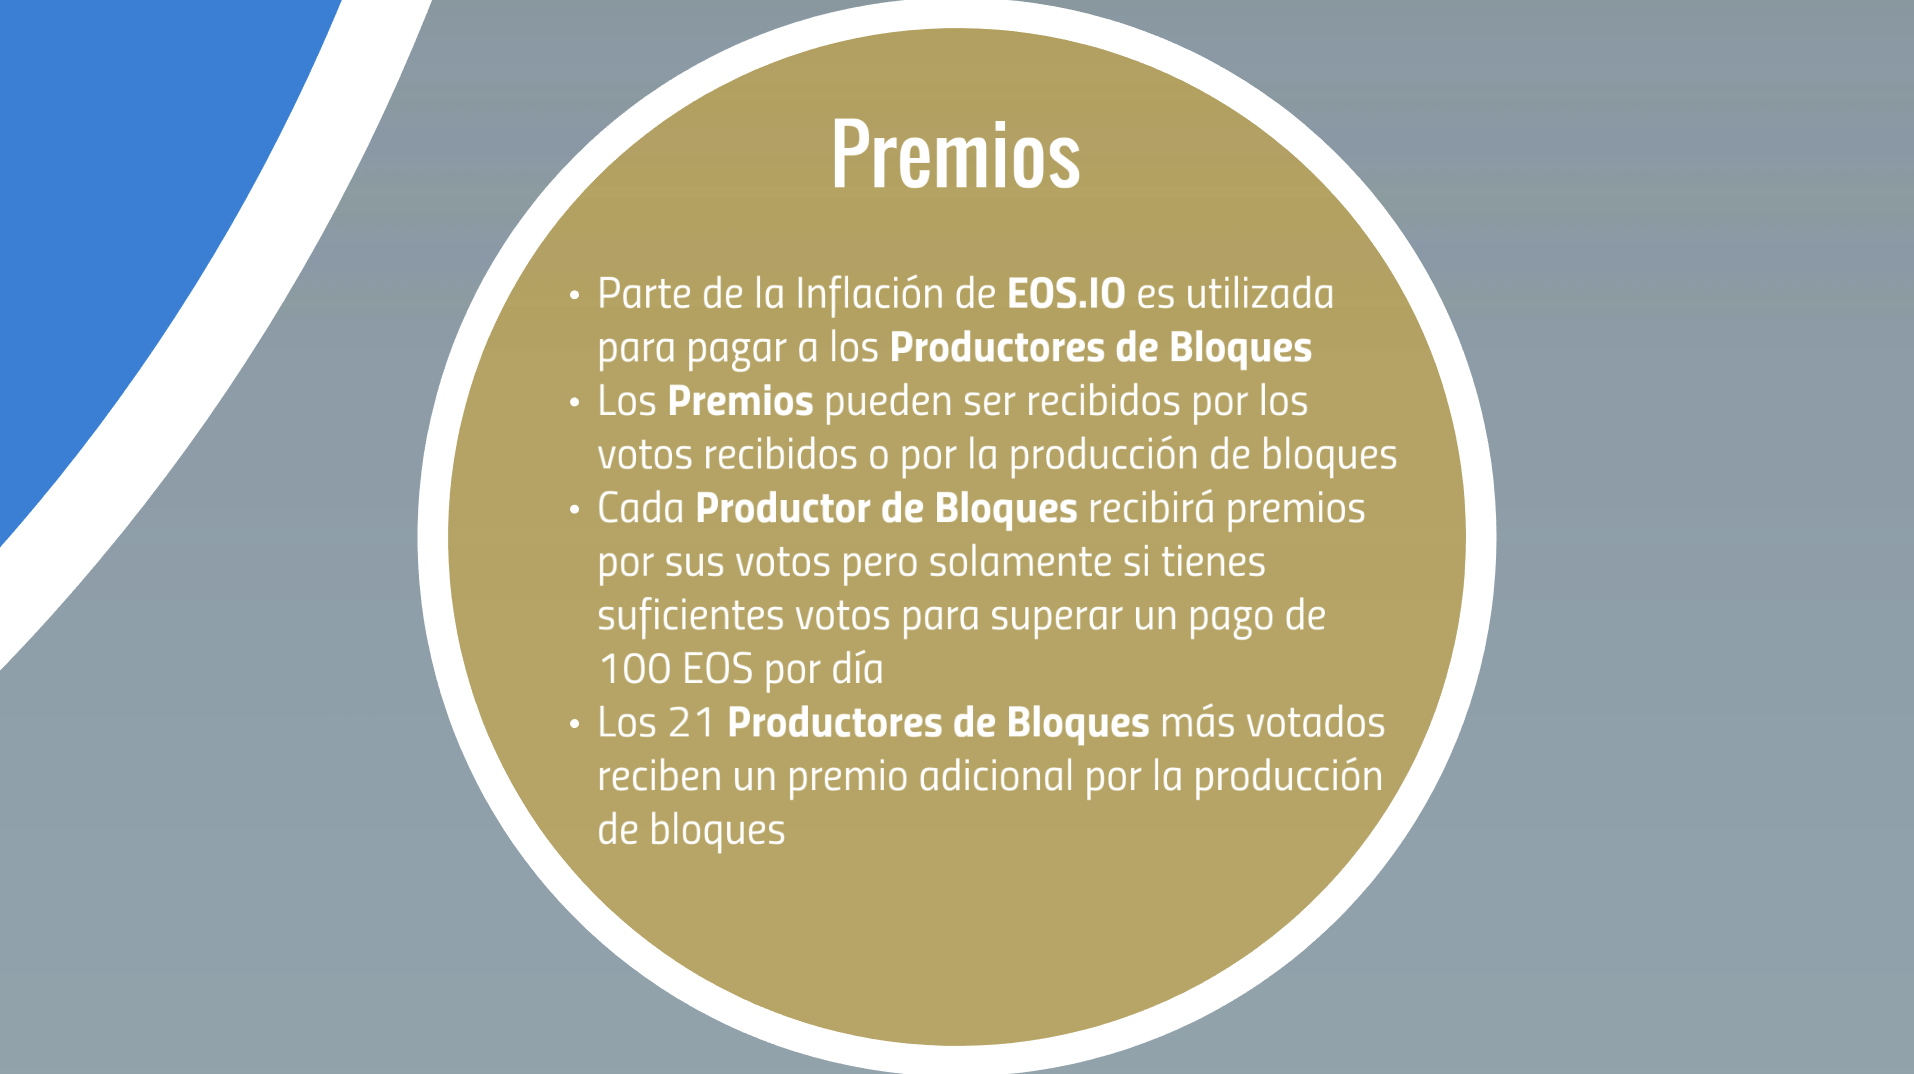 Premios
• Parte de la Inflación de EOS.IO es utilizada
para pagar a los Productores de Bloques
• Los Premios pueden ser recibidos por los
votos recibidos o por la producción de bloques
• Cada Productor de Bloques recibirá premios
por sus votos pero solamente si tienes
suficientes votos para superar un pago de
100 EOS por día
• Los 21 Productores de Bloques más votados
reciben un premio adicional por la producción
de bloques